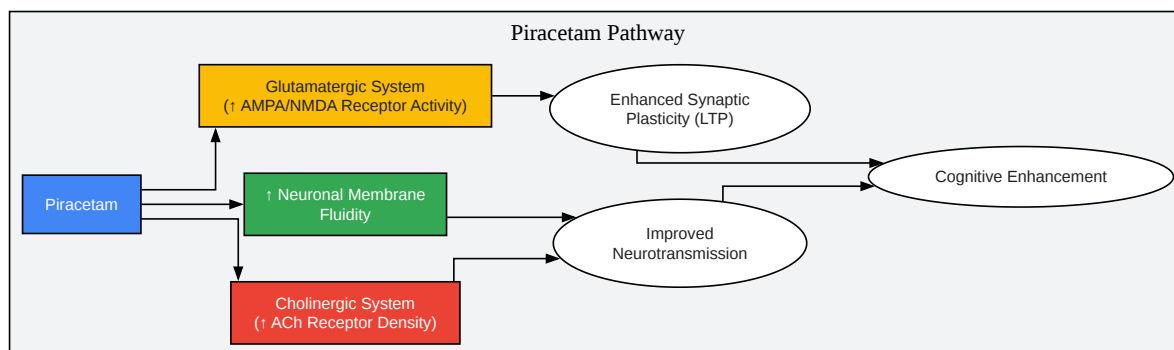 Piracetam Pathway
Glutamatergic System
(↑ AMPA/NMDA Receptor Activity)
Enhanced Synaptic
Plasticity (LTP)
Piracetam
↑ Neuronal Membrane
Fluidity
Cognitive Enhancement
Improved
Neurotransmission
Cholinergic System
(↑ ACh Receptor Density)